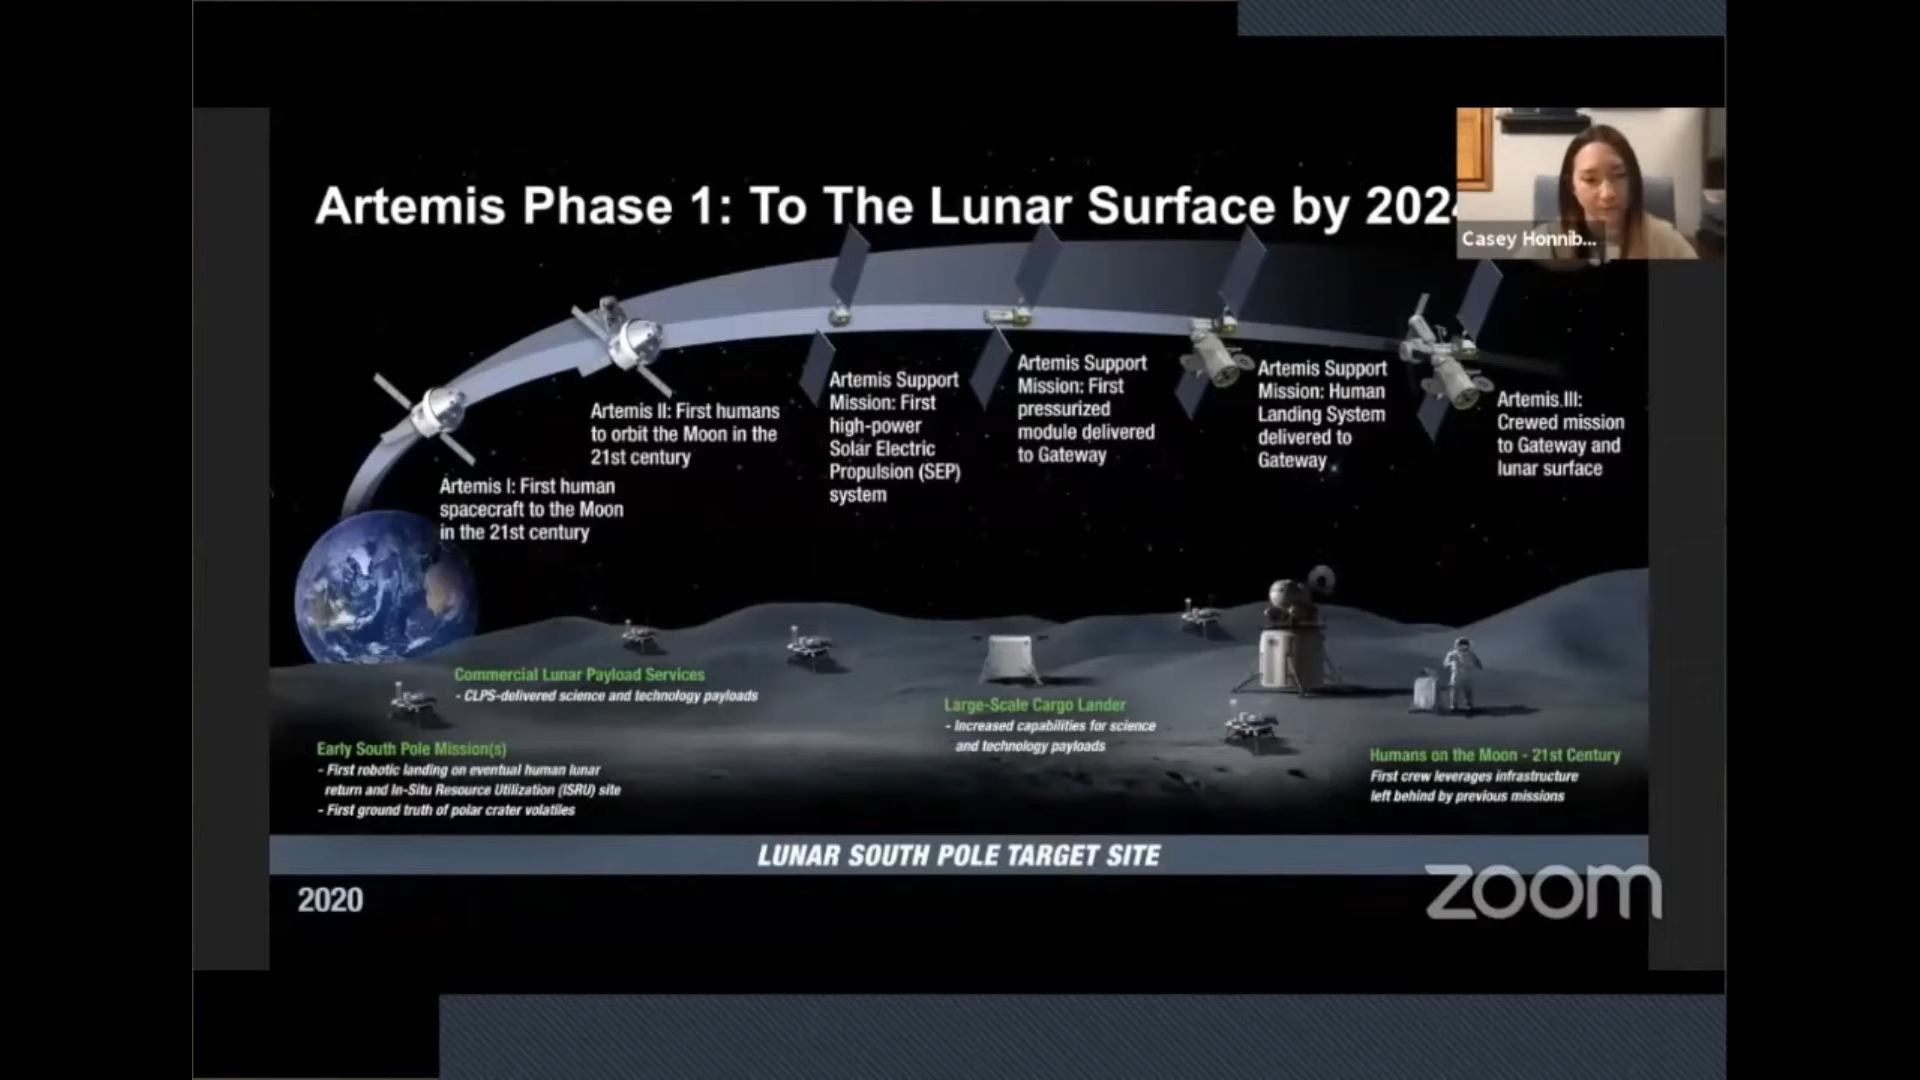 Artemis Phase 1: To The Lunar Surface by 202
Casey Honnib...
Artemis I: First human
spacecraft to the Moon
in the 21st century
Artemis II: First humans
to orbit the Moon in the
21st century
Artemis Support
Mission: First
high-power
Solar Electric
Propulsion (SEP)
system
Artemis Support
Mission: First
pressurized
module delivered
to Gateway
Artemis Support
Mission: Human
Landing System
delivered to
Gateway
Artemis III:
Crewed mission
to Gateway and
lunar surface
Commercial Lunar Payload Services
- CLPS-delivered science and technology payloads
Early South Pole Mission(s)
- First robotic landing on eventual human lunar
return and In-Situ Resource Utilization (ISRU) site
- First ground truth of polar crater volatiles
Large-Scale Cargo Lander
- Increased capabilities for science
and technology payloads
Humans on the Moon - 21st Century
First crew leverages infrastructure
left behind by previous missions
LUNAR SOUTH POLE TARGET SITE
2020
zoom